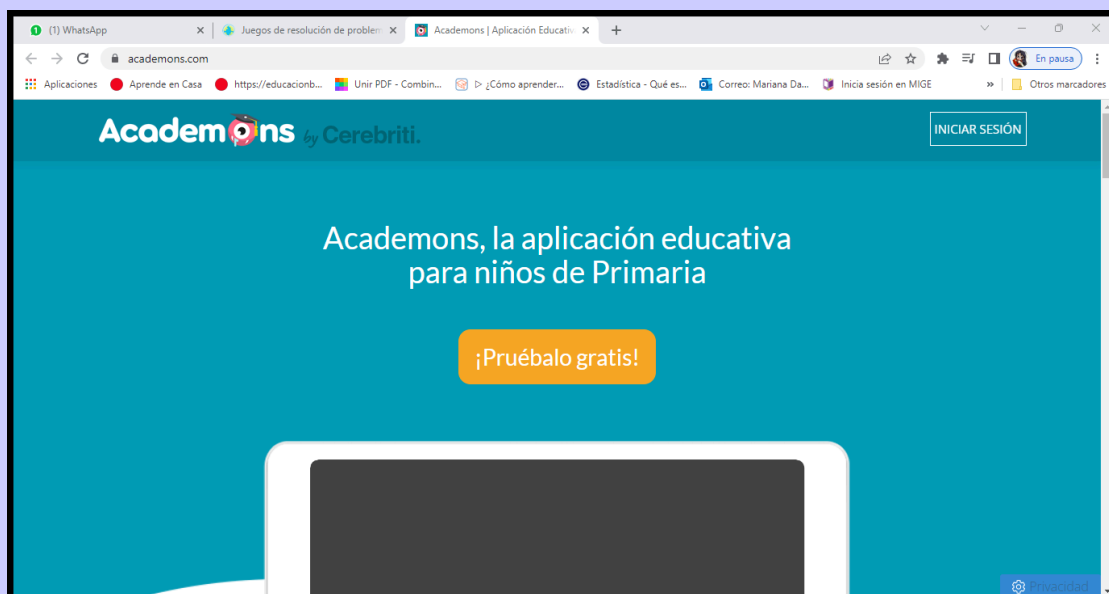 (1) WhatsApp
Juegos de resolución de problem
Academons | Aplicación Educativ
academons.com
En pausa
Aplicaciones
Aprende en Casa
https://educacionb...
Unir PDF - Combin...
▷ ¿Cómo aprender...
Estadística - Qué es...
Correo: Mariana Da...
Inicia sesión en MIGE
»
Otros marcadores
Academons by Cerebriti.
INICIAR SESIÓN
Academons, la aplicación educativa
para niños de Primaria
¡Pruébalo gratis!
Privacidad